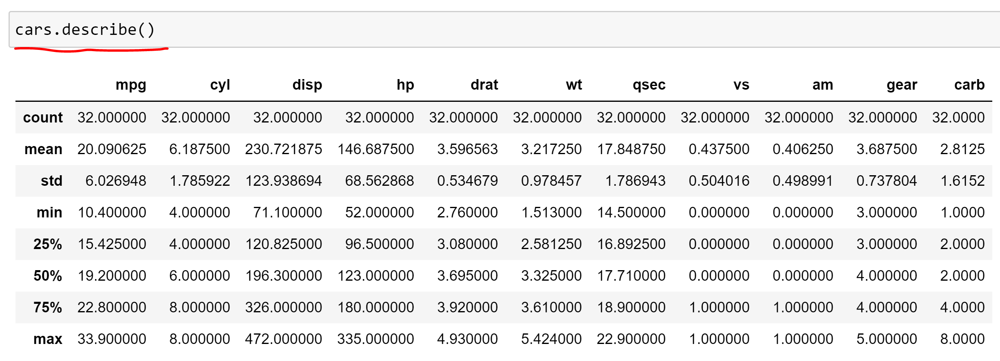 cars.describe()
mpg cyl disp hp drat wt qsec vs am gear carb
count 32.000000 32.000000 32.000000 32.000000 32.000000 32.000000 32.000000 32.000000 32.000000 32.000000 32.0000
mean 20.090625 6.187500 230.721875 146.687500 3.596563 3.217250 17.848750 0.437500 0.406250 3.687500 2.8125
std 6.026948 1.785922 123.938694 68.562868 0.534679 0.978457 1.786943 0.504016 0.498991 0.737804 1.6152
min 10.400000 4.000000 71.100000 52.000000 2.760000 1.513000 14.500000 0.000000 0.000000 3.000000 1.0000
25% 15.425000 4.000000 120.825000 96.500000 3.080000 2.581250 16.892500 0.000000 0.000000 3.000000 2.0000
50% 19.200000 6.000000 196.300000 123.000000 3.695000 3.325000 17.710000 0.000000 0.000000 4.000000 2.0000
75% 22.800000 8.000000 326.000000 180.000000 3.920000 3.610000 18.900000 1.000000 1.000000 4.000000 4.0000
max 33.900000 8.000000 472.000000 335.000000 4.930000 5.424000 22.900000 1.000000 1.000000 5.000000 8.0000